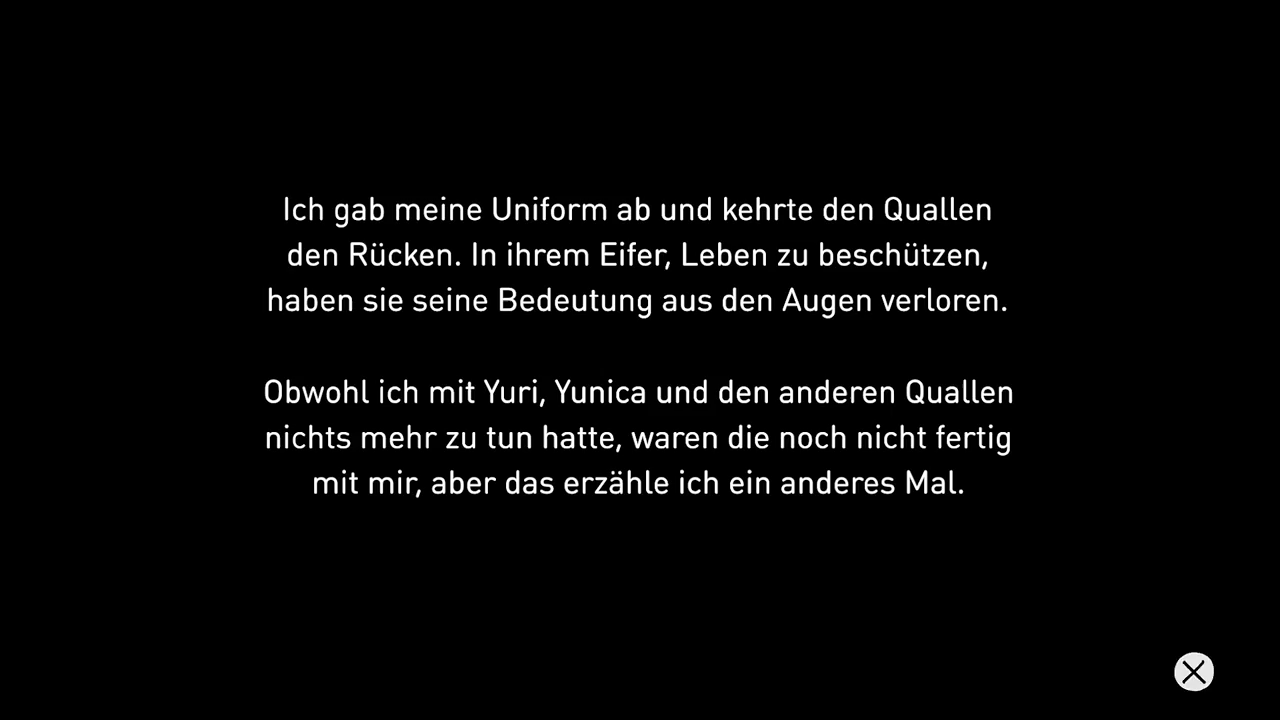 Ich gab meine Uniform ab und kehrte den Quallen
den Rücken. In ihrem Eifer, Leben zu beschützen,
haben sie seine Bedeutung aus den Augen verloren.
Obwohl ich mit Yuri, Yunica und den anderen Quallen
nichts mehr zu tun hatte, waren die noch nicht fertig
mit mir, aber das erzähle ich ein anderes Mal.